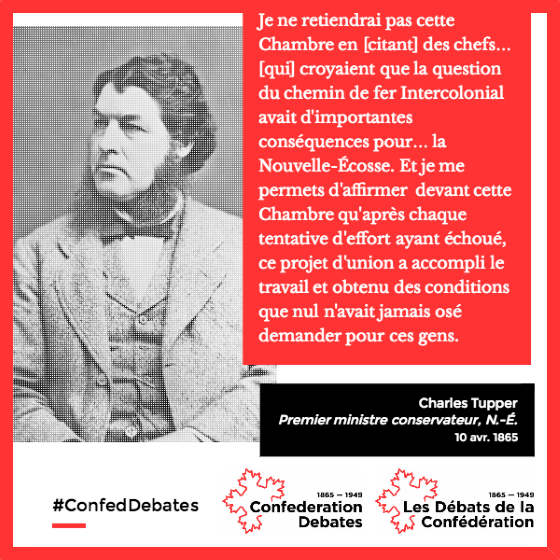 Je ne retiendrai pas cette
Chambre en [citant] des chefs...
[qui] croyaient que la question
du chemin de fer Intercolonial
avait d'importantes
conséquences pour... la
Nouvelle-Écosse. Et je me
permets d'affirmer devant cette
Chambre qu'après chaque
tentative d'effort ayant échoué,
ce projet d'union a accompli le
travail et obtenu des conditions
que nul n'avait jamais osé
demander pour ces gens.
Charles Tupper
Premier ministre conservateur, N.-É.
10 avr. 1865
#ConfedDebates
1865 — 1949
Confederation
Debates
1865 — 1949
Les Débats de la
Confédération